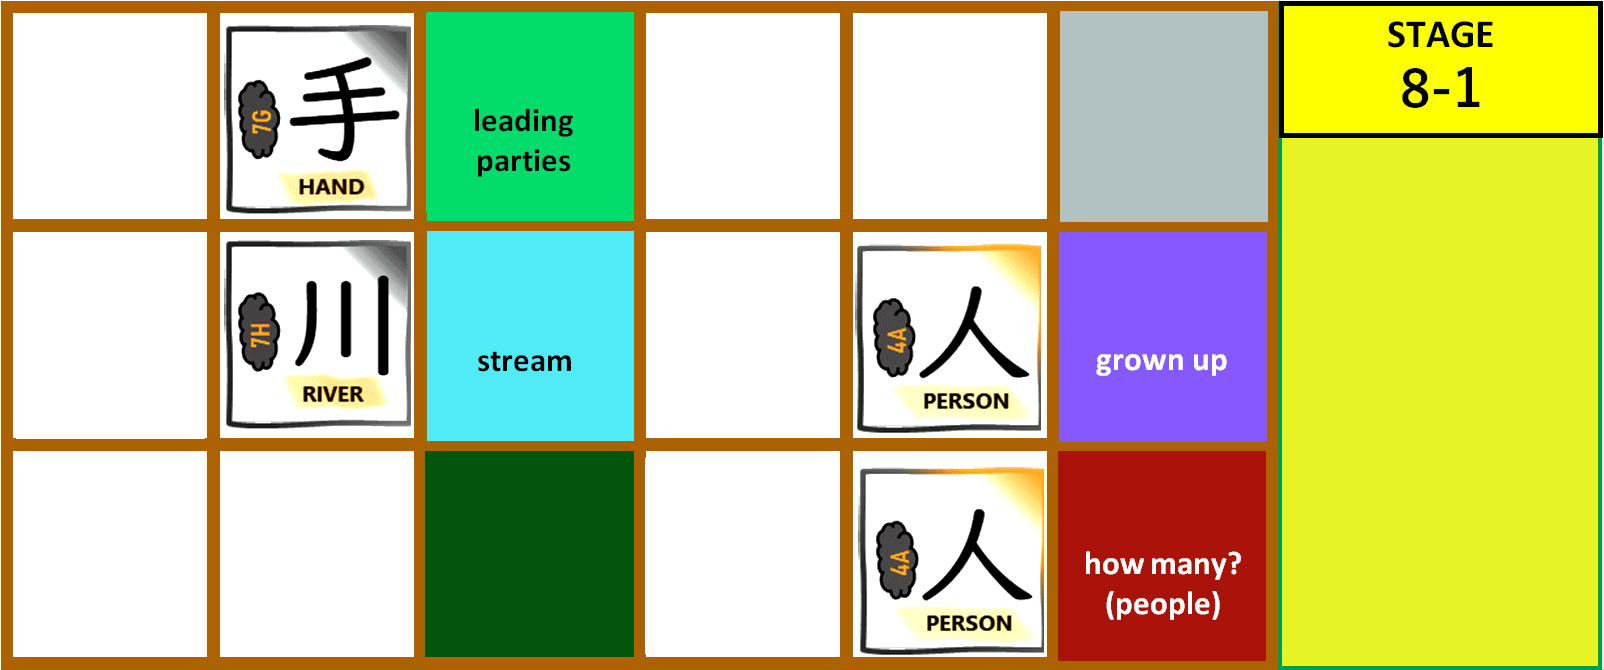 7G
手
HAND
leading
parties
STAGE
8-1
7H
川
RIVER
stream
4A
人
PERSON
grown up
4A
人
PERSON
how many?
(people)